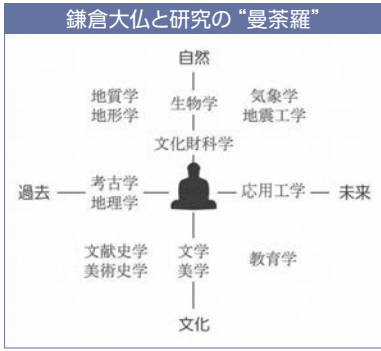 鎌倉大仏と研究の“曼荼羅”
自然
地質学
地形学
生物学
気象学
地震工学
文化財科学
過去
考古学
地理学
応用工学
未来
文献史学
美術史学
文学
美学
教育学
文化